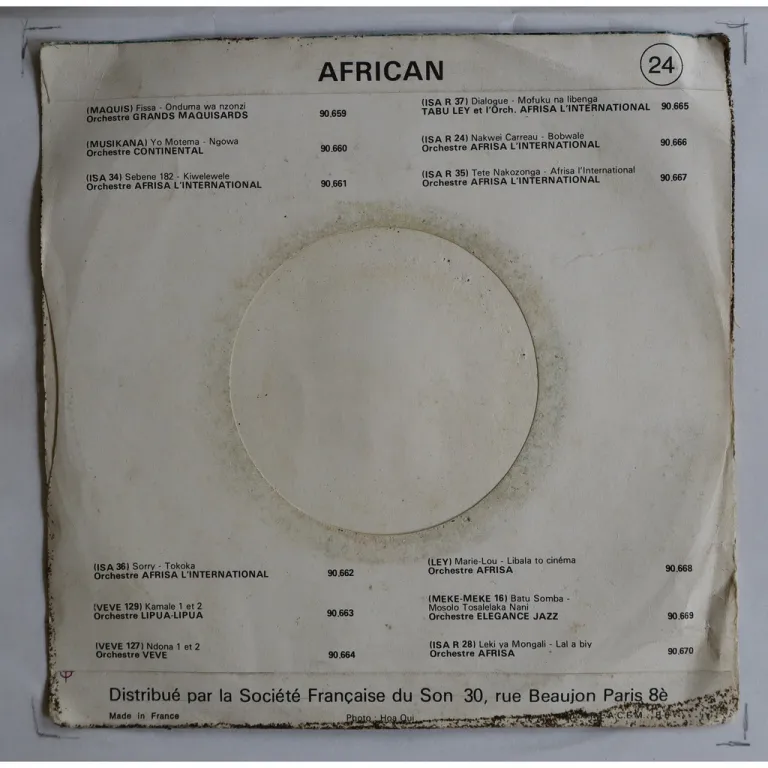 AFRICAN
24
(MAQUIS) Fissa - Onduma wa nzonzi
Orchestre GRANDS MAQUISARDS 90.659
(MUSIKANA) Yo Motema - Ngowa
Orchestre CONTINENTAL 90.660
(ISA 34) Sebene 182 - Kiwelewele
Orchestre AFRISA L'INTERNATIONAL 90.661
(ISA R 37) Dialogue - Mofuku na libenga
TABU LEY et l'Orch. AFRISA L'INTERNATIONAL 90.665
(ISA R 24) Nakwei Carreau - Bobwale
Orchestre AFRISA L'INTERNATIONAL 90.666
(ISA R 35) Tete Nakozonga - Afrisa l'International
Orchestre AFRISA L'INTERNATIONAL 90.667
(ISA 36) Sorry - Tokoka
Orchestre AFRISA L'INTERNATIONAL 90.662
(VEVE 129) Kamale 1 et 2
Orchestre LIPUA-LIPUA 90.663
(VEVE 127) Ndona 1 et 2
Orchestre VEVE 90.664
(LEY) Marie-Lou - Libala to cinéma
Orchestre AFRISA 90.668
(MEKE-MEKE 16) Batu Somba -
Mosolo Tosalelaka Nani
Orchestre ELEGANCE JAZZ 90.669
(ISA R 28) Leki ya Mongali - Lal a biy
Orchestre AFRISA 90.670
Distribué par la Société Française du Son 30, rue Beaujon Paris 8è
Made in France Photo : Hoa Qui